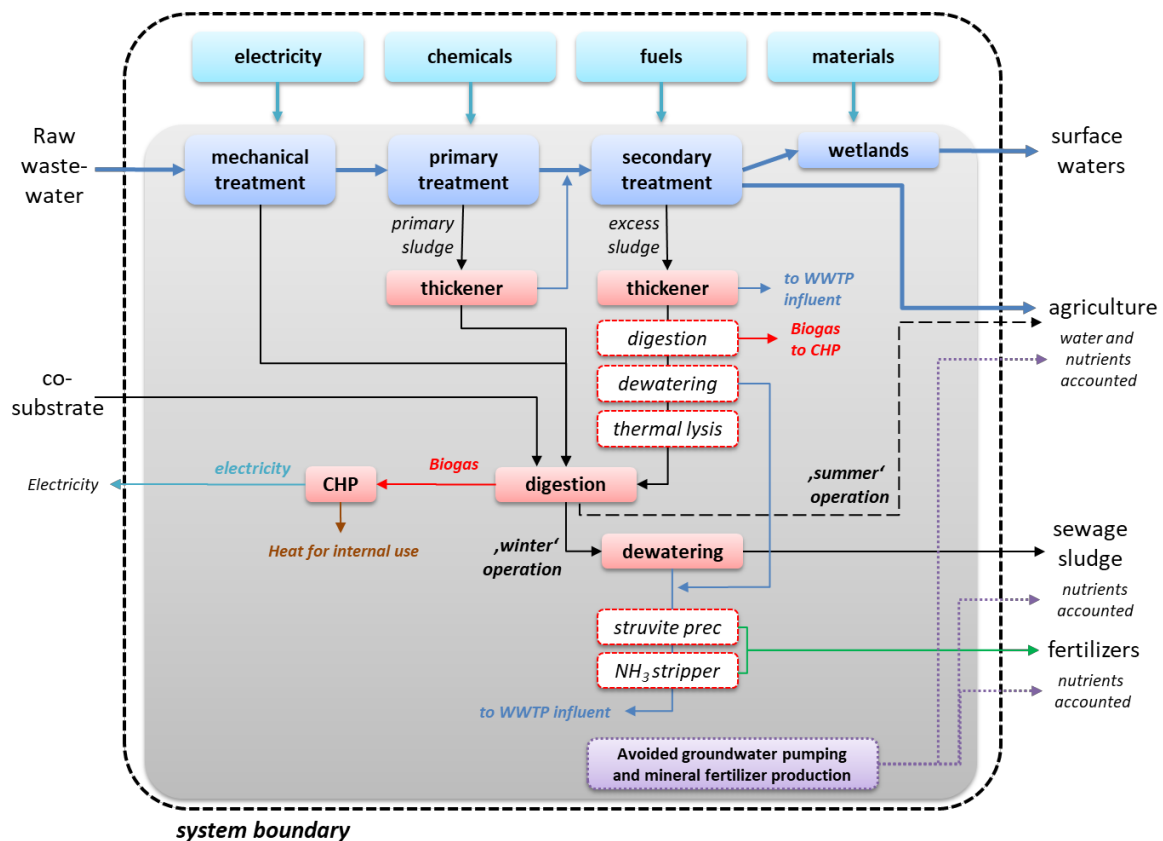 electricity
chemicals
fuels
materials
Raw
waste-
water
mechanical
treatment
primary
treatment
secondary
treatment
wetlands
surface
waters
primary
sludge
excess
sludge
thickener
thickener
to WWTP
influent
agriculture
water and
nutrients
accounted
digestion
Biogas
to CHP
co-
substrate
dewatering
thermal lysis
Electricity
electricity
CHP
Biogas
digestion
‚summer‘
operation
Heat for internal use
‚winter‘
operation
dewatering
sewage
sludge
nutrients
accounted
struvite prec
NH₃ stripper
fertilizers
nutrients
accounted
to WWTP influent
Avoided groundwater pumping
and mineral fertilizer production
system boundary